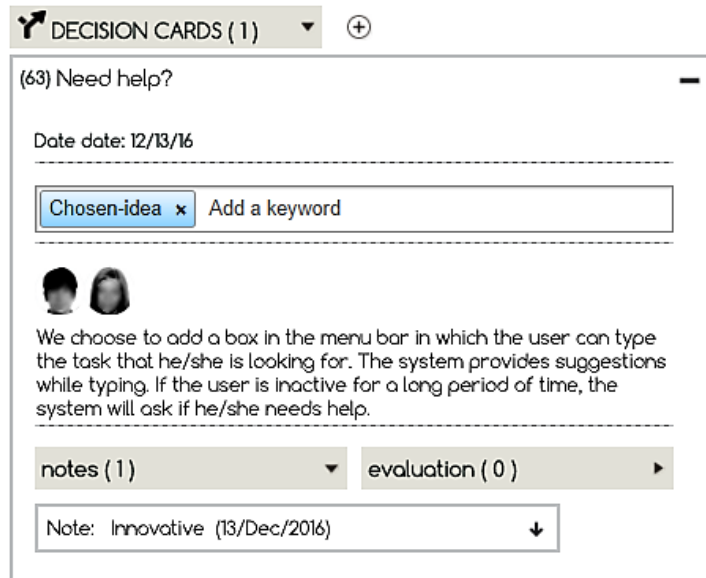 DECISION CARDS (1)
(63) Need help?
Date date: 12/13/16
Chosen-idea × Add a keyword
We choose to add a box in the menu bar in which the user can type
the task that he/she is looking for. The system provides suggestions
while typing. If the user is inactive for a long period of time, the
system will ask if he/she needs help.
notes (1) evaluation (0)
Note: Innovative (13/Dec/2016)